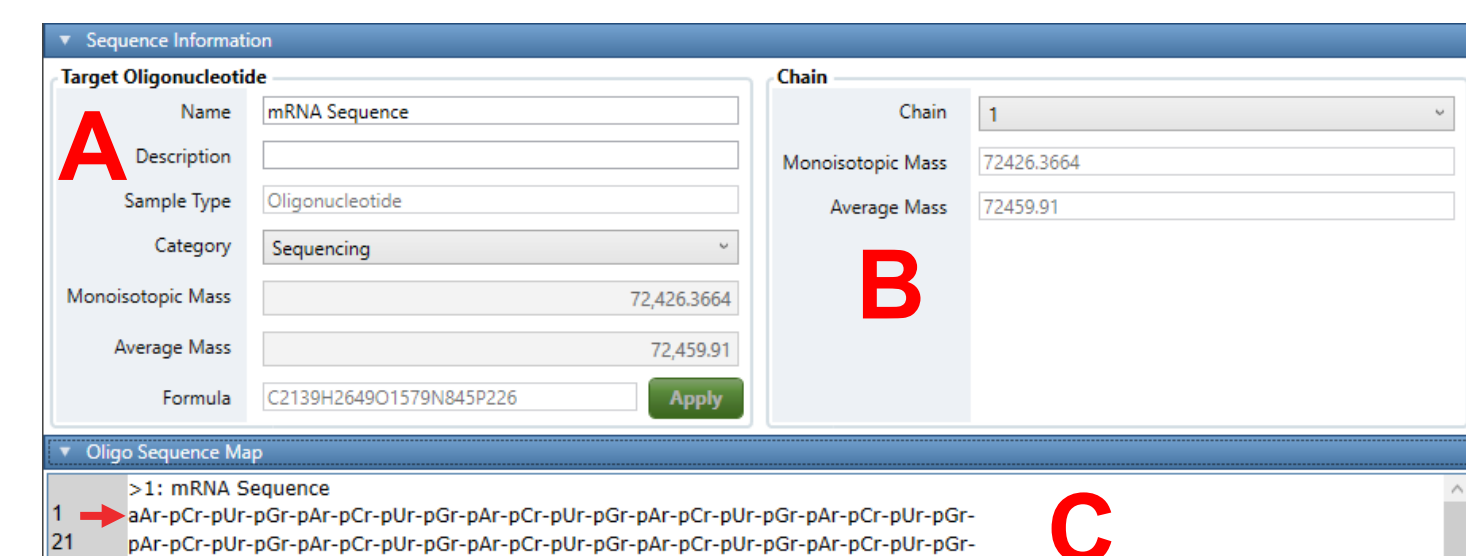 Sequence Information
Target Oligonucleotide
A
Name mRNA Sequence
Description
Sample Type Oligonucleotide
Category Sequencing
Monoisotopic Mass 72,426.3664
Average Mass 72,459.91
Formula C2139H2649O1579N845P226 Apply
Chain
Chain 1
Monoisotopic Mass 72426.3664
Average Mass 72459.91
B
Oligo Sequence Map
>1: mRNA Sequence
1 aAr-pCr-pUr-pGr-pAr-pCr-pUr-pGr-pAr-pCr-pUr-pGr-pAr-pCr-pUr-pGr-pAr-pCr-pUr-pGr-
21 pAr-pCr-pUr-pGr-pAr-pCr-pUr-pGr-pAr-pCr-pUr-pGr-pAr-pCr-pUr-pGr-pAr-pCr-pUr-pGr-
C